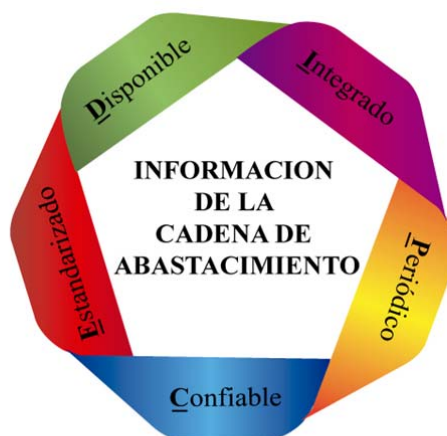 Disponible
Integrado
INFORMACION
DE LA
CADENA DE
ABASTACIMIENTO
Estandarizado
Periódico
Confiable